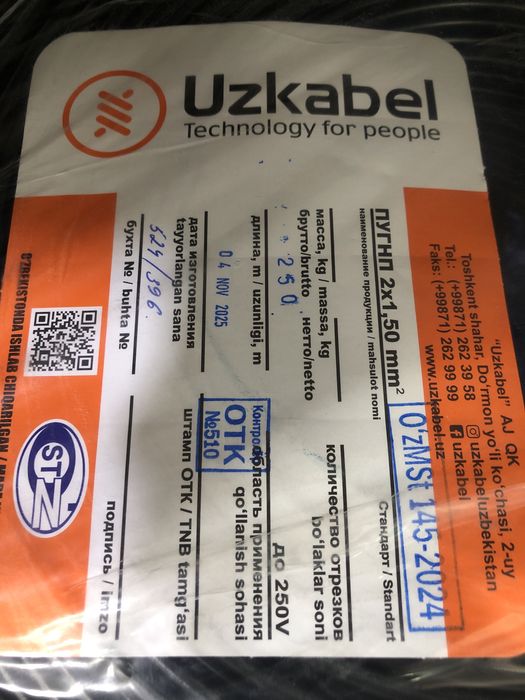 Uzkabel
Technology for people
"Uzkabel" AJ QK
Toshkent shahar, Do'rmon yo'li ko'chasi, 2-uy
Tel.: (+99871) 262 39 58 uzkabeluzbekistan
Faks: (+99871) 262 99 99 uzkabel
www.uzkabel.uz
O'zMSt 145-2024
ПУГНП 2x1,50 mm²
наименование продукции / mahsulot nomi
Стандарт / Standart
масса, kg / massa, kg
брутто/brutto нетто/netto
количество отрезков
bo'laklar soni
250
длина, m / uzunligi, m
до 250V
область применения
qo'llanish sohasi
04 NOV 2025
дата изготовления
tayyorlangan sana
ОТК
№510
штамп ОТК / TNB tamg'asi
524/396
бухта № / buhta №
подпись / imzo
O'ZBEKISTONDA ISHLAB CHIQARILGAN